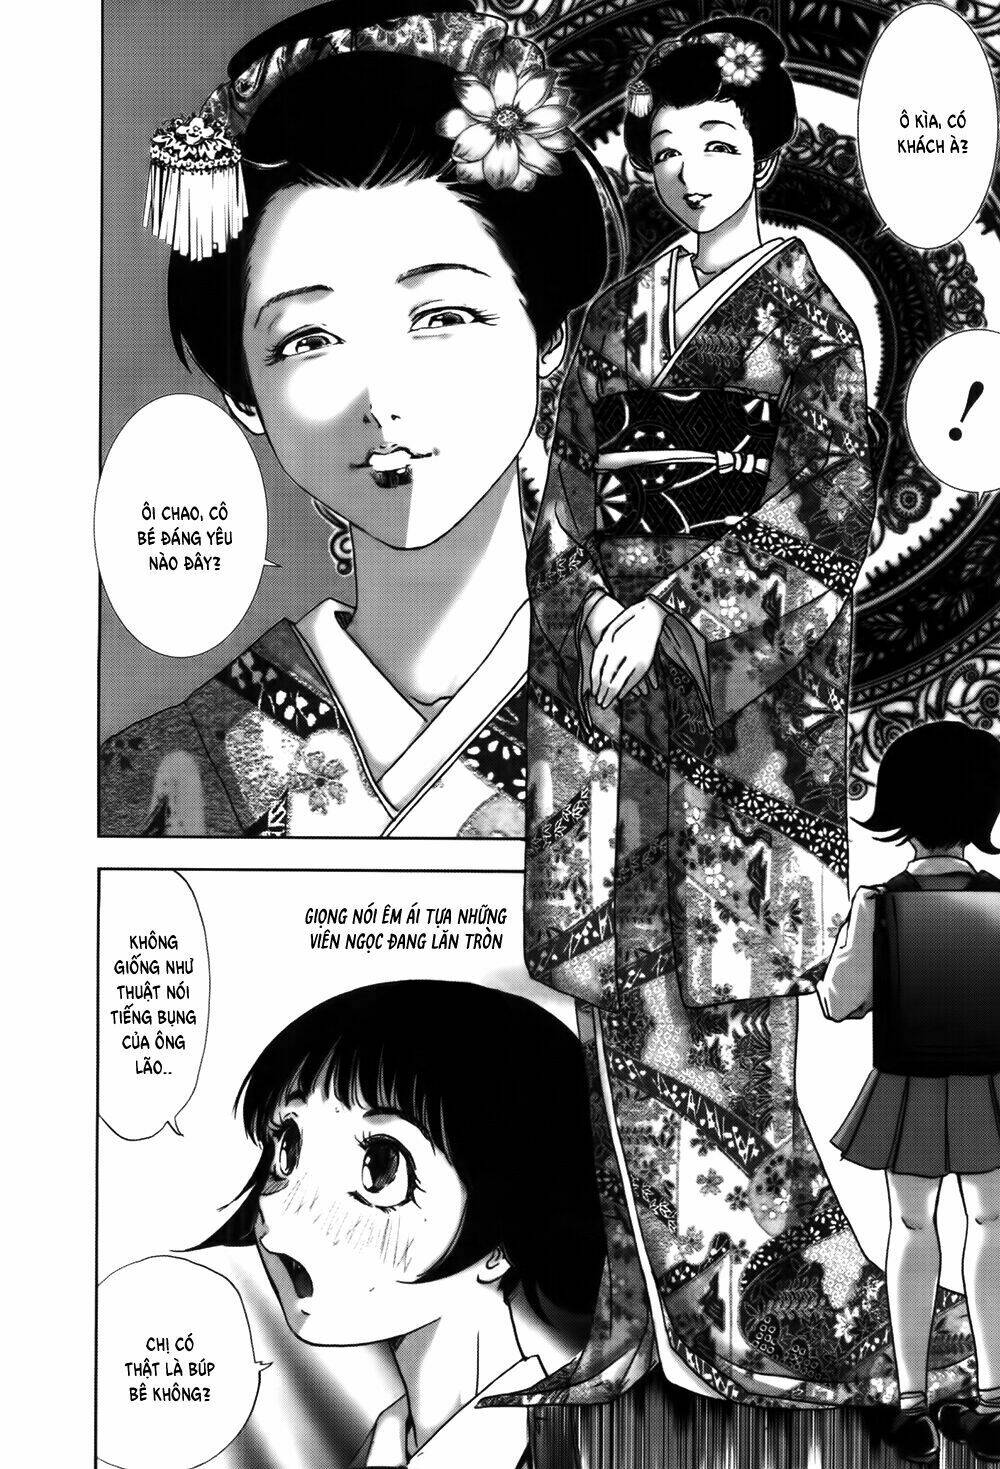 Ô KÌA, CÓ
KHÁCH À?
!
ÔI CHAO, CÔ
BÉ ĐÁNG YÊU
NÀO ĐÂY?
GIỌNG NÓI ÊM ÁI TỰA NHỮNG
VIÊN NGỌC ĐANG LĂN TRÒN
KHÔNG
GIỐNG NHƯ
THUẬT NÓI
TIẾNG BỤNG
CỦA ÔNG
LÃO..
CHỊ CÓ
THẬT LÀ BÚP
BÊ KHÔNG?